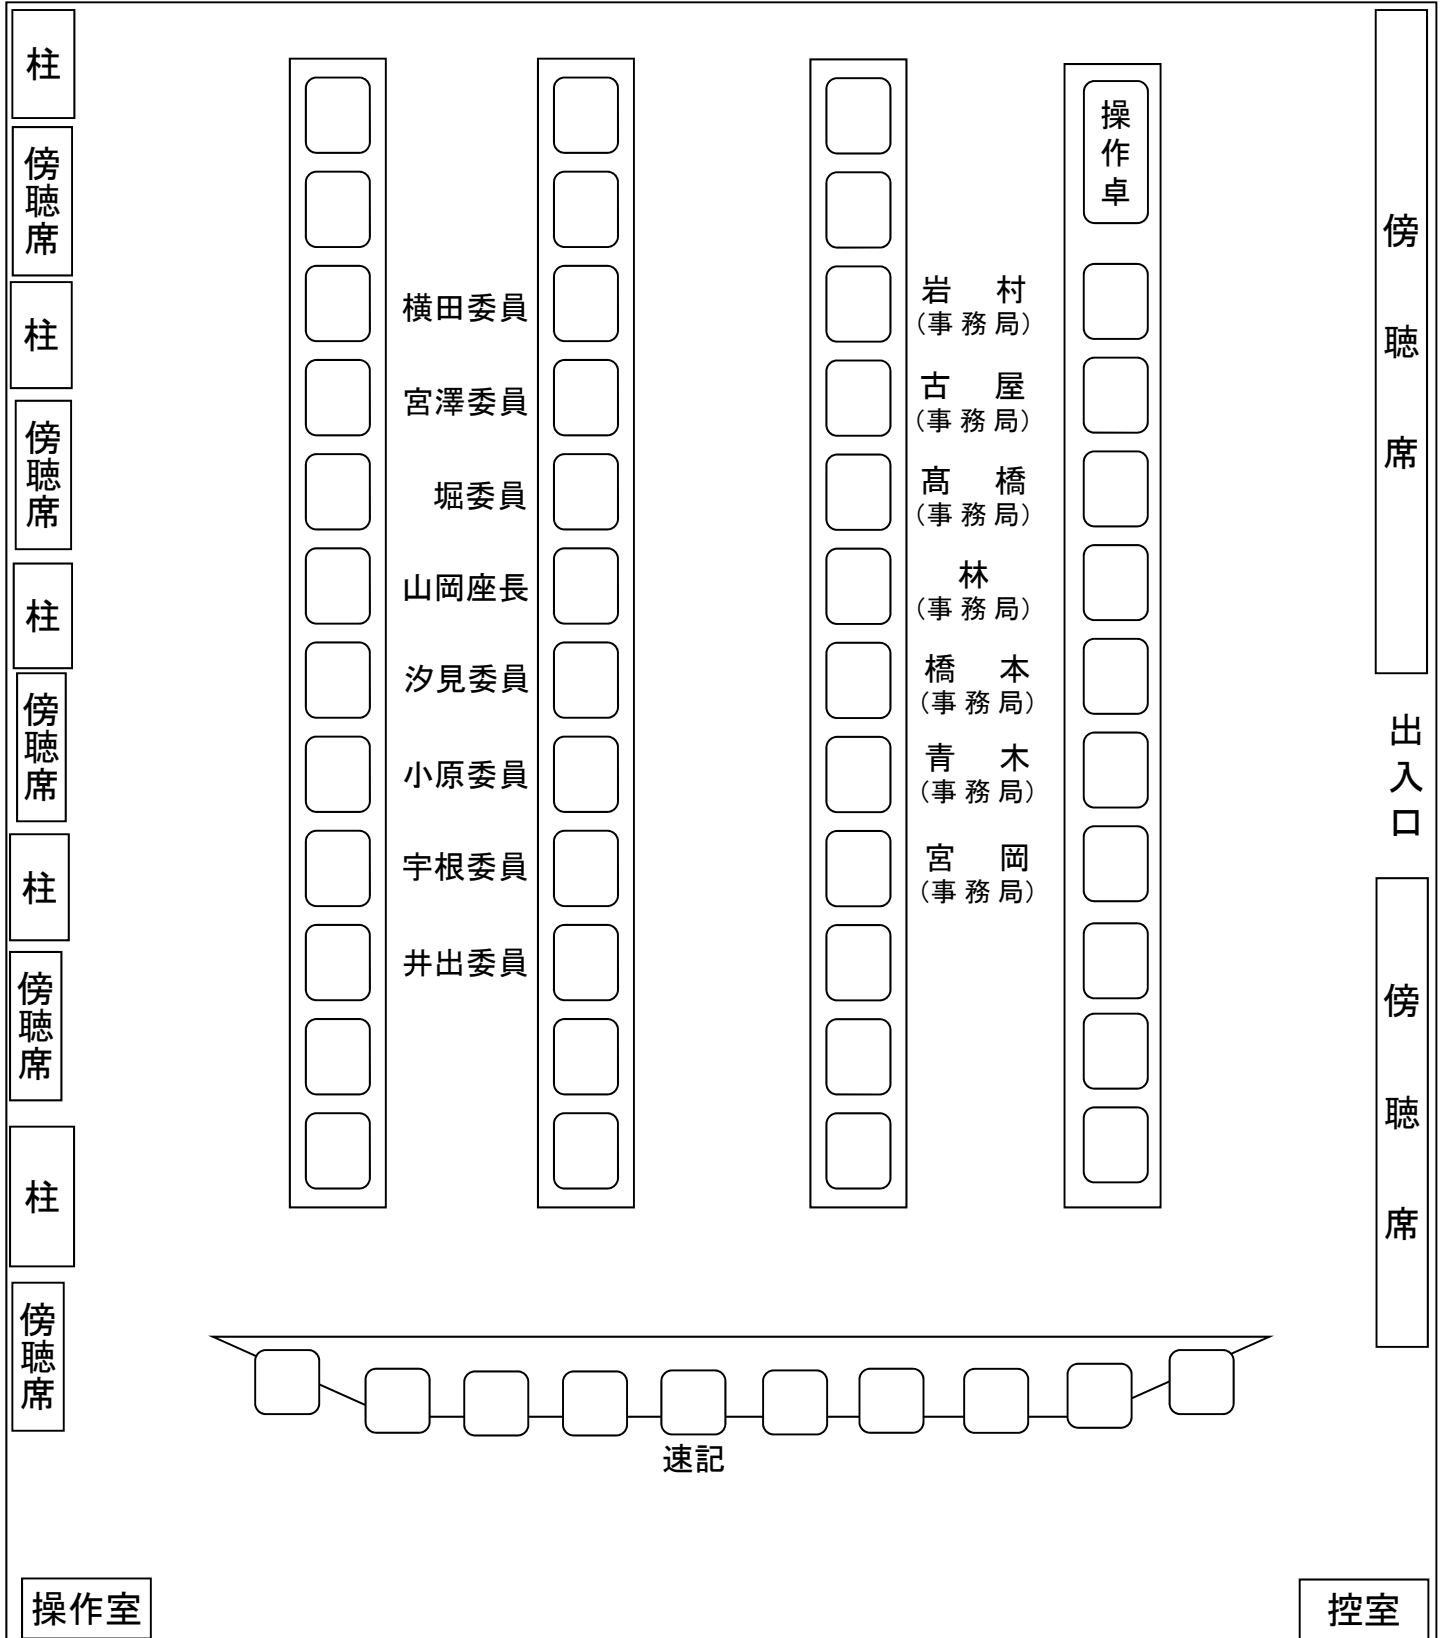 柱
傍聴席
柱
傍聴席
柱
傍聴席
柱
傍聴席
柱
傍聴席
横田委員
宮澤委員
堀委員
山岡座長
汐見委員
小原委員
宇根委員
井出委員
岩 村
（事務局）
古 屋
（事務局）
髙 橋
（事務局）
林
（事務局）
橋 本
（事務局）
青 木
（事務局）
宮 岡
（事務局）
操作卓
傍聴席
出入口
傍聴席
速記
操作室
控室